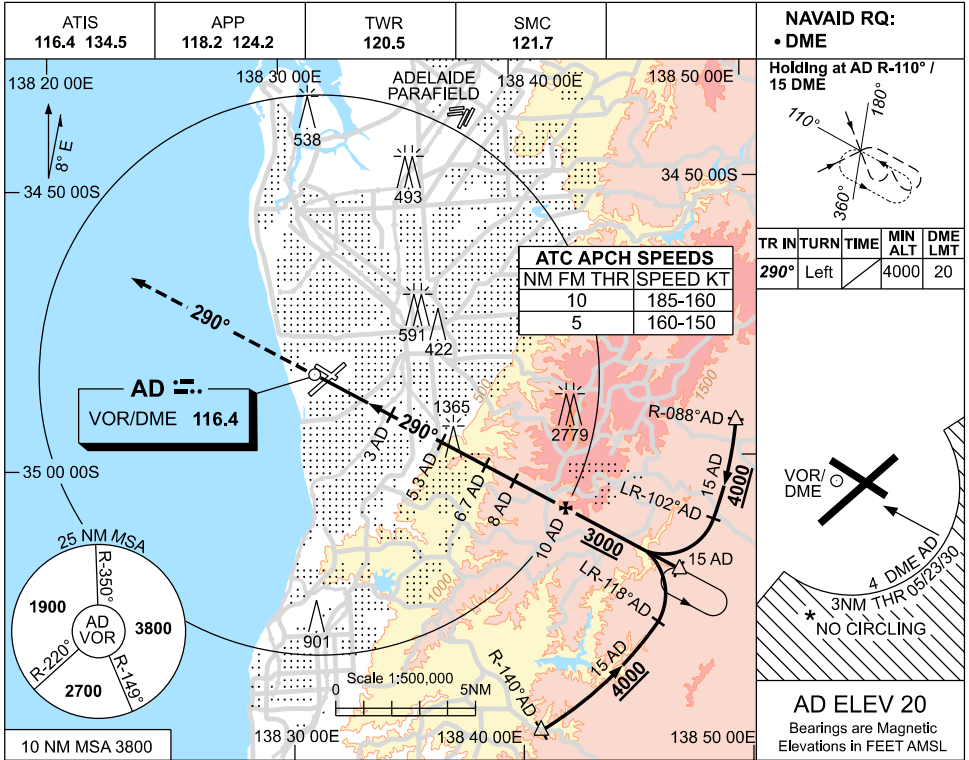 ATIS
116.4 134.5
APP
118.2 124.2
TWR
120.5
SMC
121.7
NAVAID RQ:
• DME
Holding at AD R-110° /
15 DME
110°
180°
360°
TR IN TURN TIME MIN ALT DME LMT
290° Left 4000 20
138 20 00E
138 30 00E
138 40 00E
138 50 00E
8° E
ADELAIDE
PARAFIELD
538
493
34 50 00S
34 50 00S
ATC APCH SPEEDS
NM FM THR SPEED KT
10 185-160
5 160-150
290°
591
422
500
1500
AD
VOR/DME 116.4
1365
2779
R-088°AD
290°
3 AD
5.3 AD
6.7 AD
8 AD
10 AD
3000
15 AD
4000
LR-102°AD
15 AD
LR-118°AD
35 00 00S
1000
901
R-140°AD
15 AD
4000
25 NM MSA
R-350°
1900
AD
VOR
3800
R-220°
R-149°
2700
Scale 1:500,000
0 5NM
10 NM MSA 3800
138 30 00E
138 40 00E
138 50 00E
VOR/
DME
4 DME AD
3NM THR 05/23/30
*
NO CIRCLING
AD ELEV 20
Bearings are Magnetic
Elevations in FEET AMSL